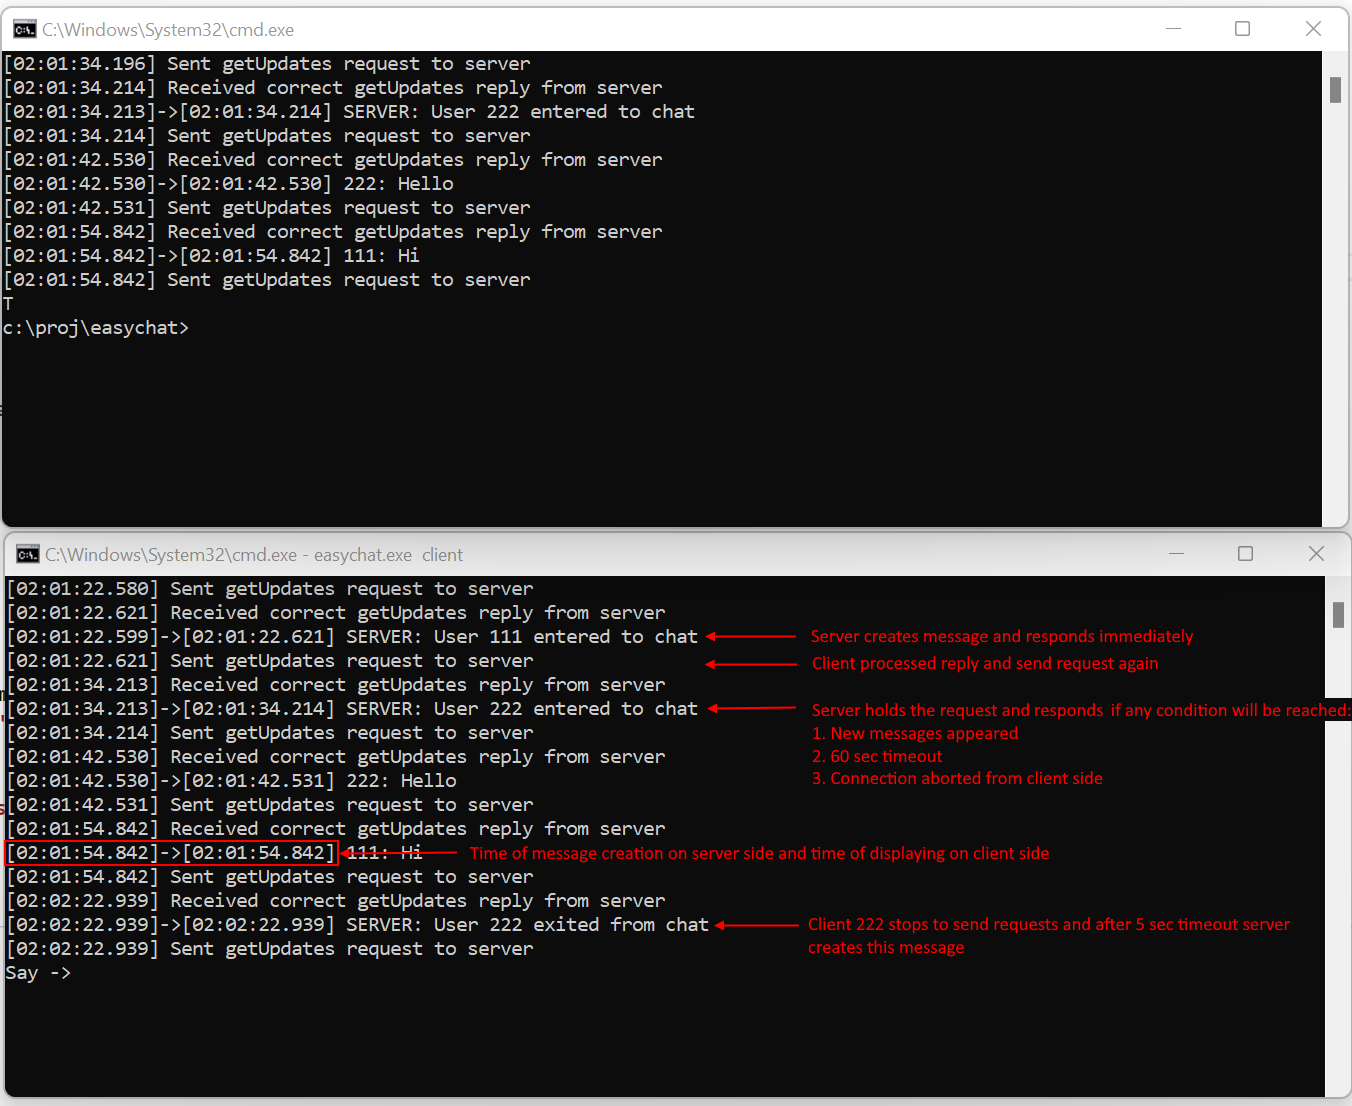 C:\Windows\System32\cmd.exe
[02:01:34.196] Sent getUpdates request to server
[02:01:34.214] Received correct getUpdates reply from server
[02:01:34.213]->[02:01:34.214] SERVER: User 222 entered to chat
[02:01:34.214] Sent getUpdates request to server
[02:01:42.530] Received correct getUpdates reply from server
[02:01:42.530]->[02:01:42.530] 222: Hello
[02:01:42.531] Sent getUpdates request to server
[02:01:54.842] Received correct getUpdates reply from server
[02:01:54.842]->[02:01:54.842] 111: Hi
[02:01:54.842] Sent getUpdates request to server
T
c:\proj\easychat>
C:\Windows\System32\cmd.exe - easychat.exe  client
[02:01:22.580] Sent getUpdates request to server
[02:01:22.621] Received correct getUpdates reply from server
[02:01:22.599]->[02:01:22.621] SERVER: User 111 entered to chat
Server creates message and responds immediately
[02:01:22.621] Sent getUpdates request to server
Client processed reply and send request again
[02:01:34.213] Received correct getUpdates reply from server
[02:01:34.213]->[02:01:34.214] SERVER: User 222 entered to chat
Server holds the request and responds  if any condition will be reached:
[02:01:34.214] Sent getUpdates request to server
1. New messages appeared
[02:01:42.530] Received correct getUpdates reply from server
2. 60 sec timeout
[02:01:42.530]->[02:01:42.531] 222: Hello
3. Connection aborted from client side
[02:01:42.531] Sent getUpdates request to server
[02:01:54.842] Received correct getUpdates reply from server
[02:01:54.842]->[02:01:54.842] 111: Hi
Time of message creation on server side and time of displaying on client side
[02:01:54.842] Sent getUpdates request to server
[02:02:22.939] Received correct getUpdates reply from server
[02:02:22.939]->[02:02:22.939] SERVER: User 222 exited from chat
Client 222 stops to send requests and after 5 sec timeout server
creates this message
[02:02:22.939] Sent getUpdates request to server
Say ->